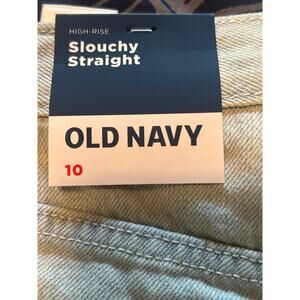 HIGH-RISE
Slouchy
Straight
OLD NAVY
10